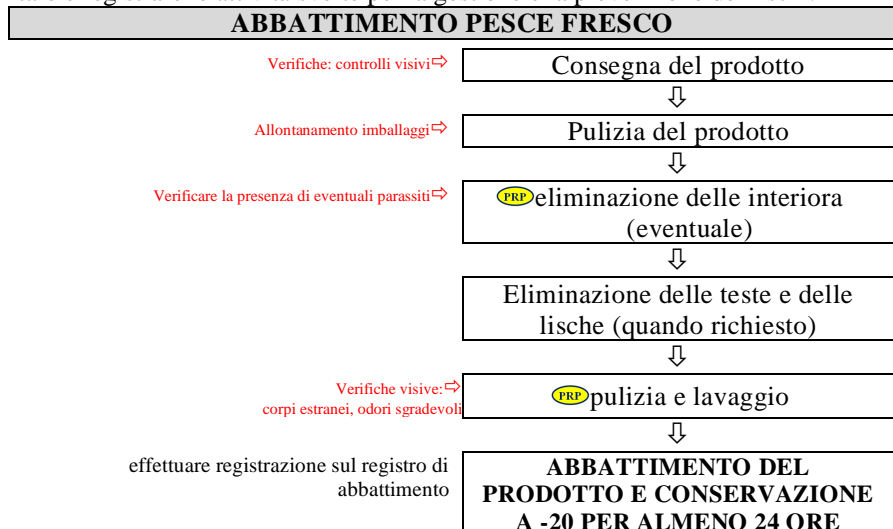 ABBATTIMENTO PESCE FRESCO
Verifiche: controlli visivi⇨
Consegna del prodotto
⇩
Allontanamento imballaggi⇨
Pulizia del prodotto
⇩
Verificare la presenza di eventuali parassiti⇨
PRP eliminazione delle interiora
(eventuale)
⇩
Eliminazione delle teste e delle
lische (quando richiesto)
⇩
Verifiche visive:⇨
corpi estranei, odori sgradevoli
PRP pulizia e lavaggio
⇩
effettuare registrazione sul registro di
abbattimento
ABBATTIMENTO DEL
PRODOTTO E CONSERVAZIONE
A -20 PER ALMENO 24 ORE